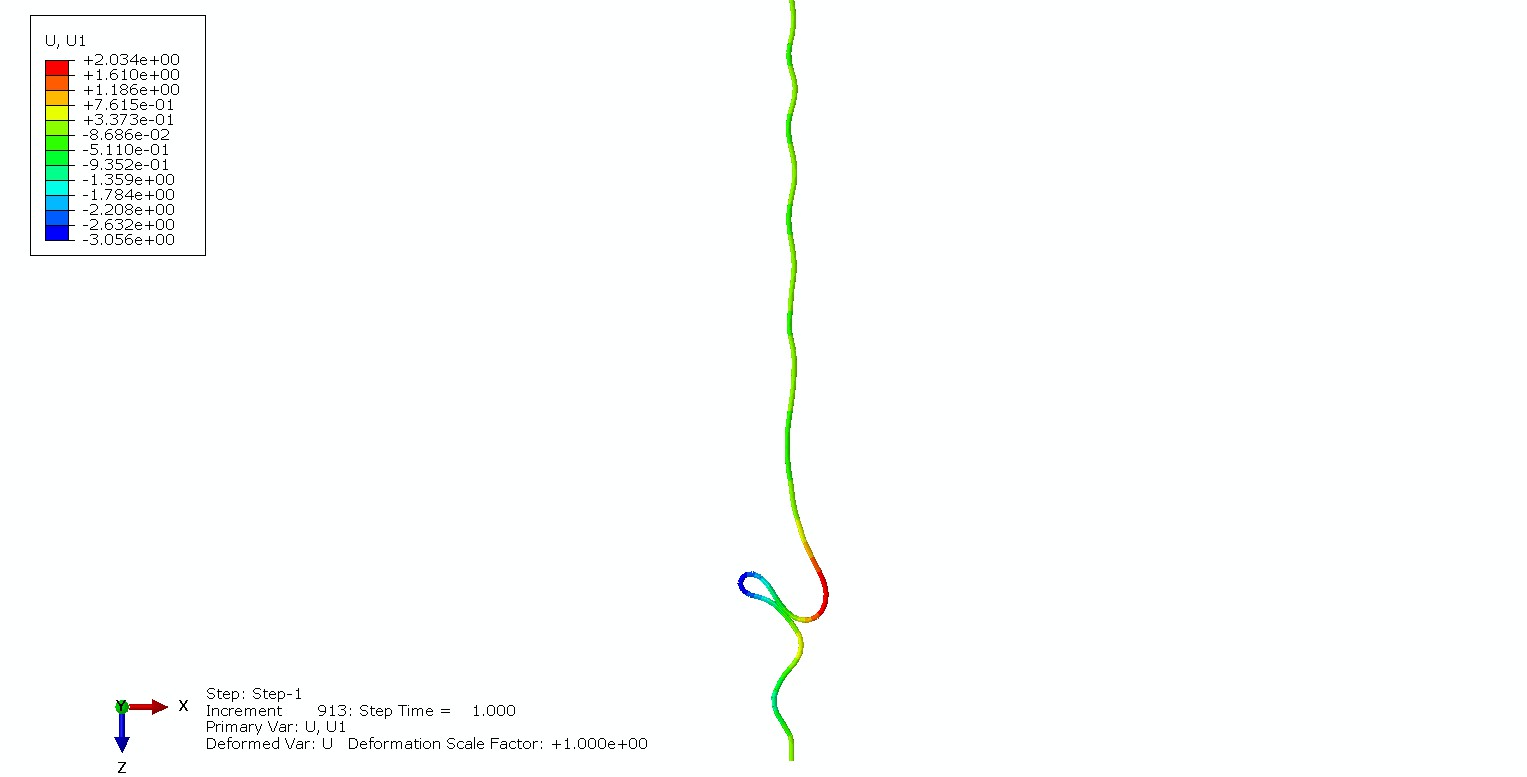 U, U1
+2.034e+00
+1.610e+00
+1.186e+00
+7.615e-01
+3.373e-01
-8.686e-02
-5.110e-01
-9.352e-01
-1.359e+00
-1.784e+00
-2.208e+00
-2.632e+00
-3.056e+00
Y X
Z
Step: Step-1
Increment 913: Step Time = 1.000
Primary Var: U, U1
Deformed Var: U Deformation Scale Factor: +1.000e+00